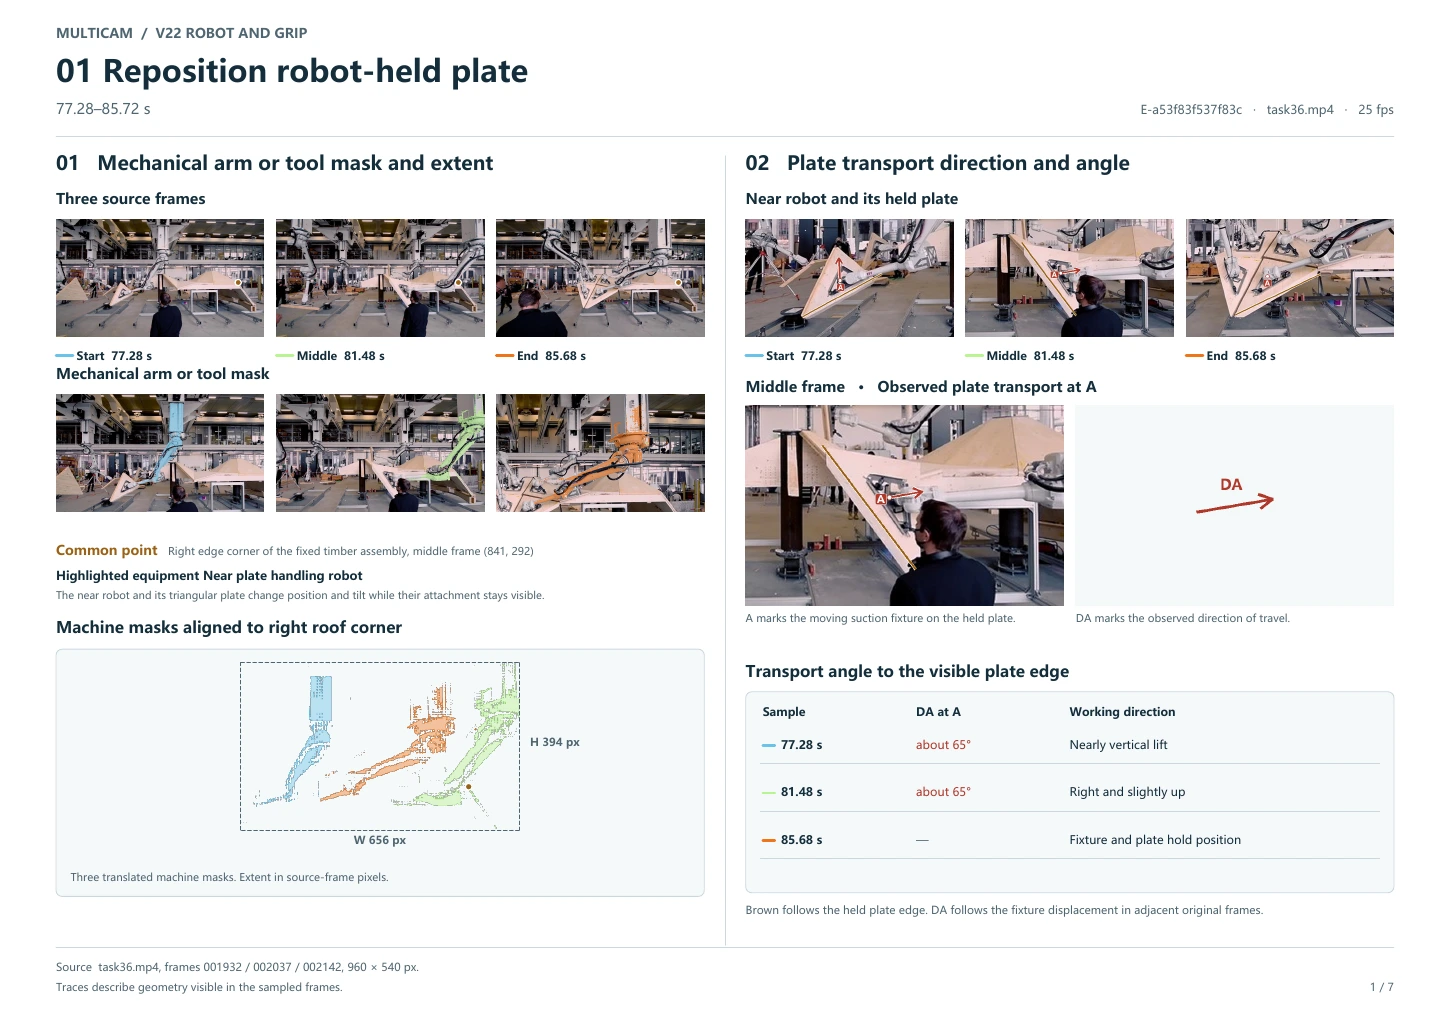 MULTICAM / V22 ROBOT AND GRIP
01 Reposition robot-held plate
77.28–85.72 s
E-a53f83f537f83c · task36.mp4 · 25 fps
01 Mechanical arm or tool mask and extent
Three source frames
Start 77.28 s
Middle 81.48 s
End 85.68 s
Mechanical arm or tool mask
Common point Right edge corner of the fixed timber assembly, middle frame (841, 292)
Highlighted equipment Near plate handling robot
The near robot and its triangular plate change position and tilt while their attachment stays visible.
Machine masks aligned to right roof corner
H 394 px
W 656 px
Three translated machine masks. Extent in source-frame pixels.
02 Plate transport direction and angle
Near robot and its held plate
A
A
A
Start 77.28 s
Middle 81.48 s
End 85.68 s
Middle frame • Observed plate transport at A
A
DA
A marks the moving suction fixture on the held plate.
DA marks the observed direction of travel.
Transport angle to the visible plate edge
Sample DA at A Working direction
77.28 s about 65° Nearly vertical lift
81.48 s about 65° Right and slightly up
85.68 s — Fixture and plate hold position
Brown follows the held plate edge. DA follows the fixture displacement in adjacent original frames.
Source task36.mp4, frames 001932 / 002037 / 002142, 960 × 540 px.
Traces describe geometry visible in the sampled frames.
1 / 7